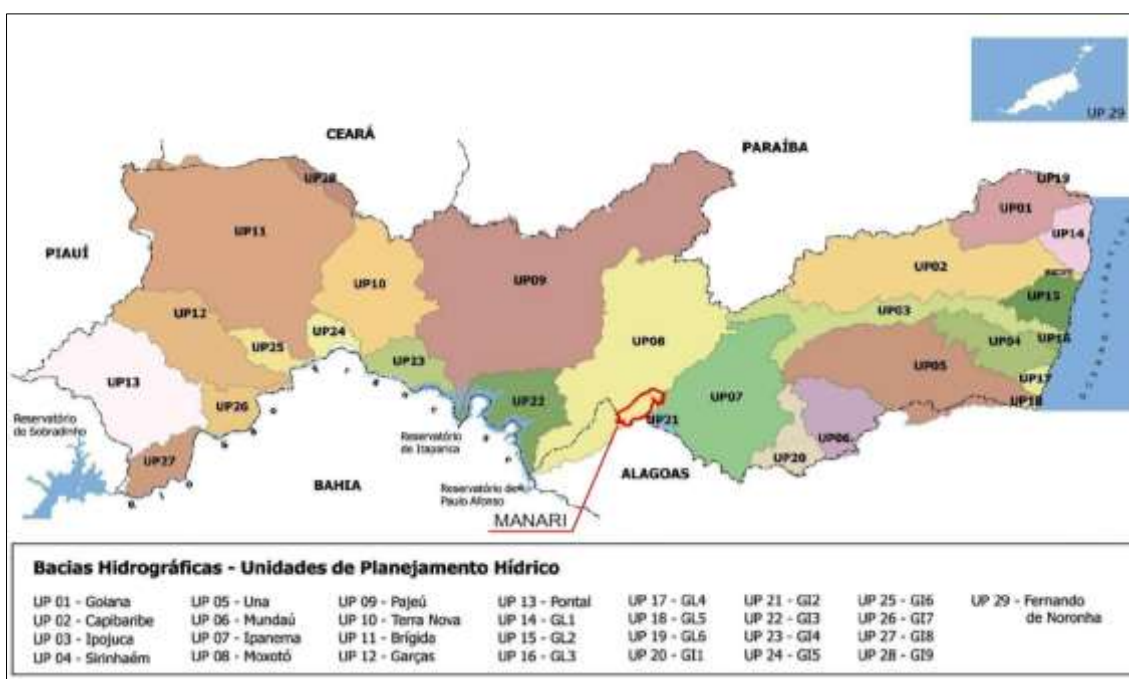 UP 29
CEARÁ
PARAÍBA
PIAUÍ
UP28
UP19
UP01
UP14
UP11
UP02
UP10
UP09
UP15
UP12
UP03
UP24
UP25
UP08
UP04
UP16
UP23
UP05
UP13
UP17
UP22
UP07
UP18
UP26
UP21
UP06
Reservatório
de Sobradinho
Reservatório
de Itaparica
UP20
UP27
ALAGOAS
BAHIA
Reservatório de
Paulo Afonso
MANARI
Bacias Hidrográficas - Unidades de Planejamento Hídrico
UP 01 - Goiana
UP 02 - Capibaribe
UP 03 - Ipojuca
UP 04 - Sirinhaém
UP 05 - Una
UP 06 - Mundaú
UP 07 - Ipanema
UP 08 - Moxotó
UP 09 - Pajeú
UP 10 - Terra Nova
UP 11 - Brígida
UP 12 - Garças
UP 13 - Pontal
UP 14 - GL1
UP 15 - GL2
UP 16 - GL3
UP 17 - GL4
UP 18 - GL5
UP 19 - GL6
UP 20 - GI1
UP 21 - GI2
UP 22 - GI3
UP 23 - GI4
UP 24 - GI5
UP 25 - GI6
UP 26 - GI7
UP 27 - GI8
UP 28 - GI9
UP 29 - Fernando
de Noronha